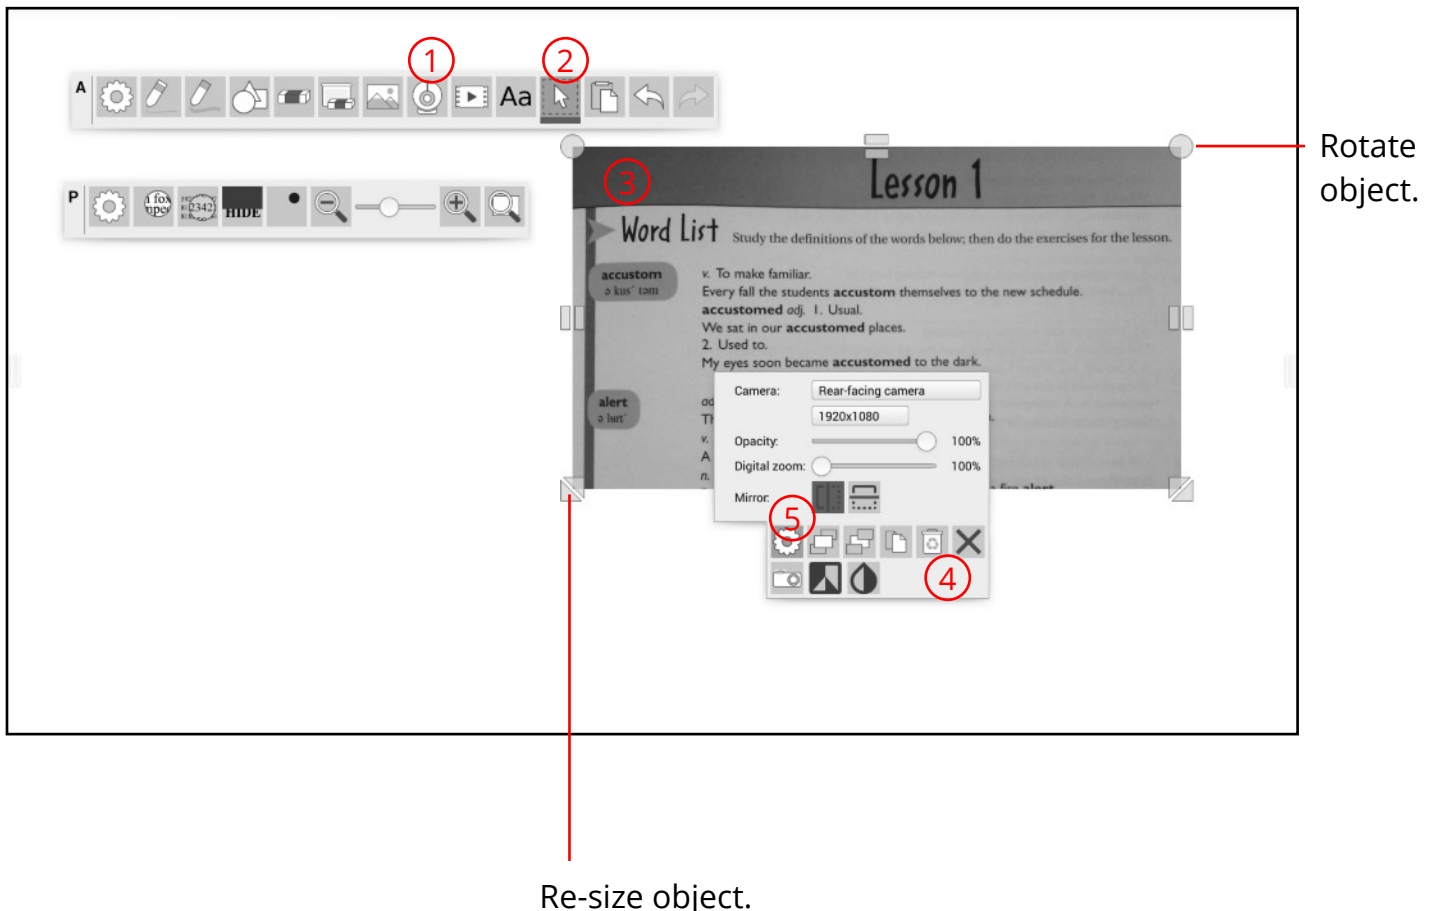 1
2
A
Aa
Rotate
object.
3
Lesson 1
P
HIDE
Word List
Study the definitions of the words below; then do the exercises for the lesson.
accustom
ə kus´ təm
v. To make familiar.
Every fall the students accustom themselves to the new schedule.
accustomed adj. 1. Usual.
We sat in our accustomed places.
2. Used to.
My eyes soon became accustomed to the dark.
Camera:
Rear-facing camera
1920x1080
alert
ə lurt´
v.
A
n.
Opacity:
100%
Digital zoom:
100%
alert
Mirror:
5
4
Re-size object.